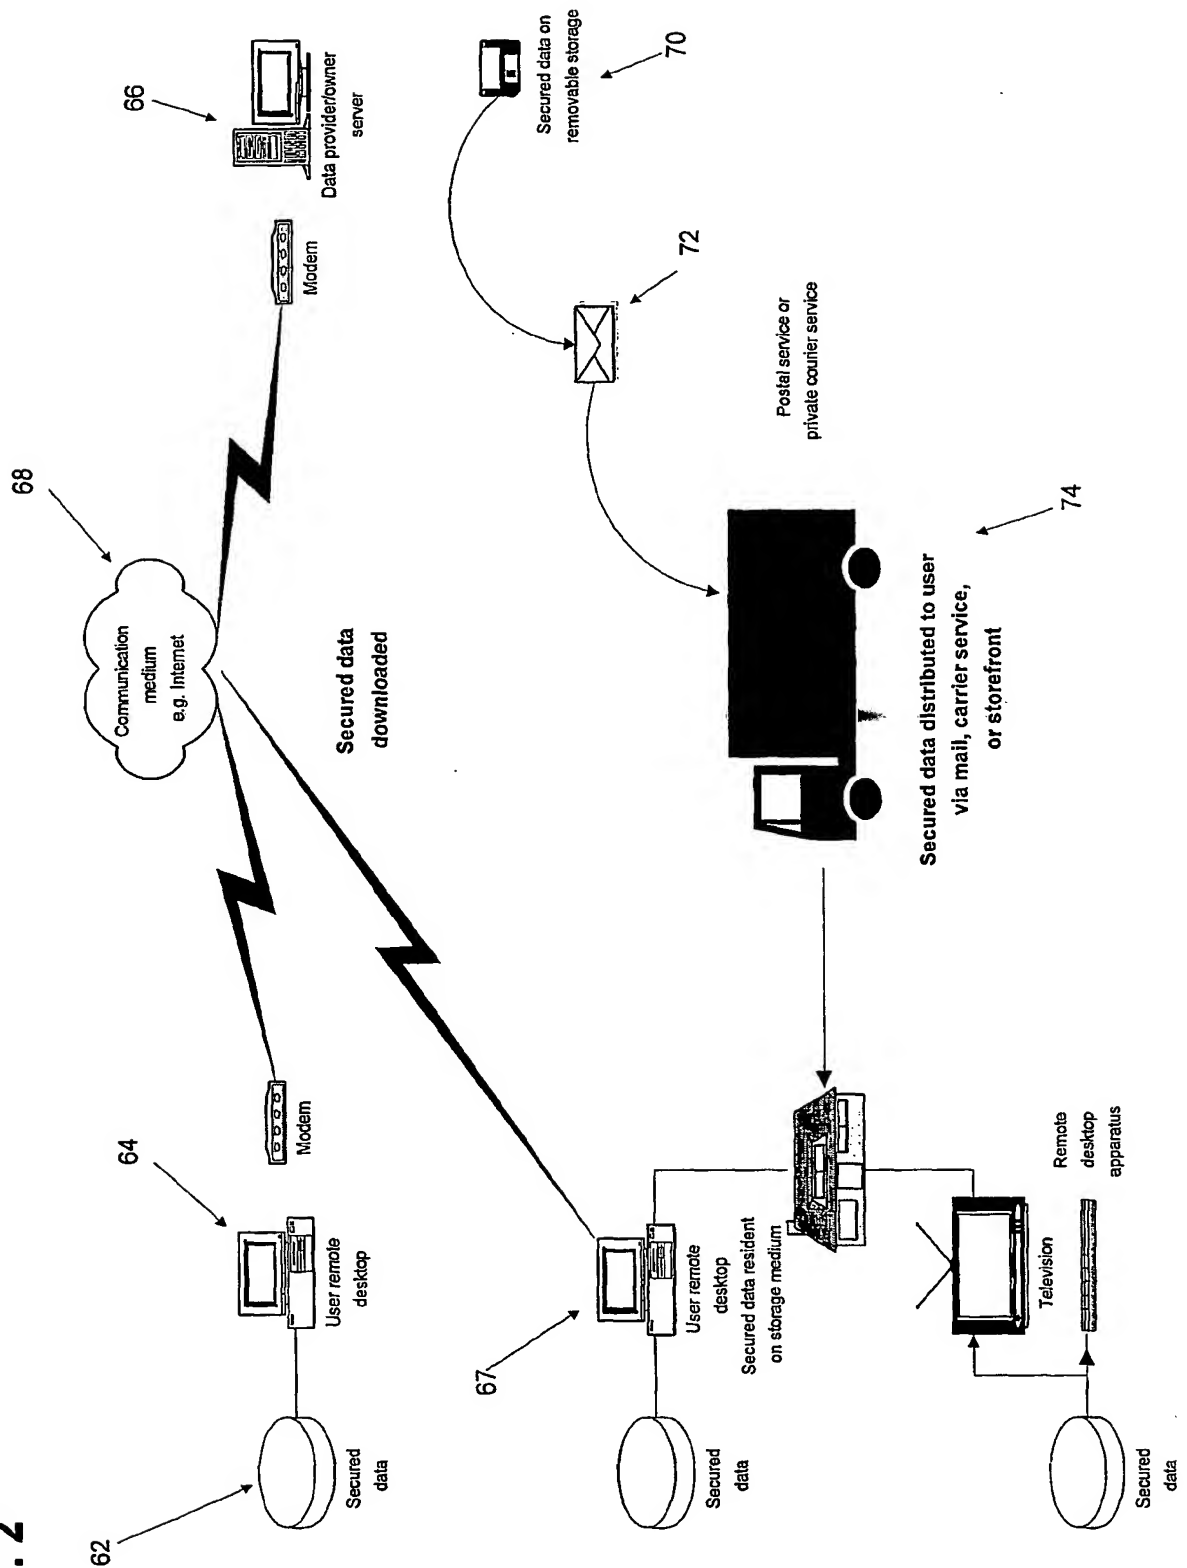 . 2
62
64
68
66
Communication
medium
e.g. Internet
Modem
Modem
Data provider/owner
server
Secured
data
User remote
desktop
Secured data
downloaded
67
70
Secured data on
removable storage
72
Secured
data
User remote
desktop
Secured data resident
on storage medium
Postal service or
private courier service
Secured data distributed to user
via mail, carrier service,
or storefront
74
Television
Remote
desktop
apparatus
Secured
data